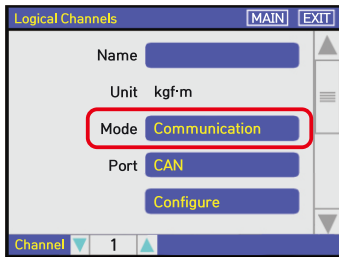 Logical Channels MAIN EXIT
Name
Unit kgf·m
Mode Communication
Port CAN
Configure
Channel 1